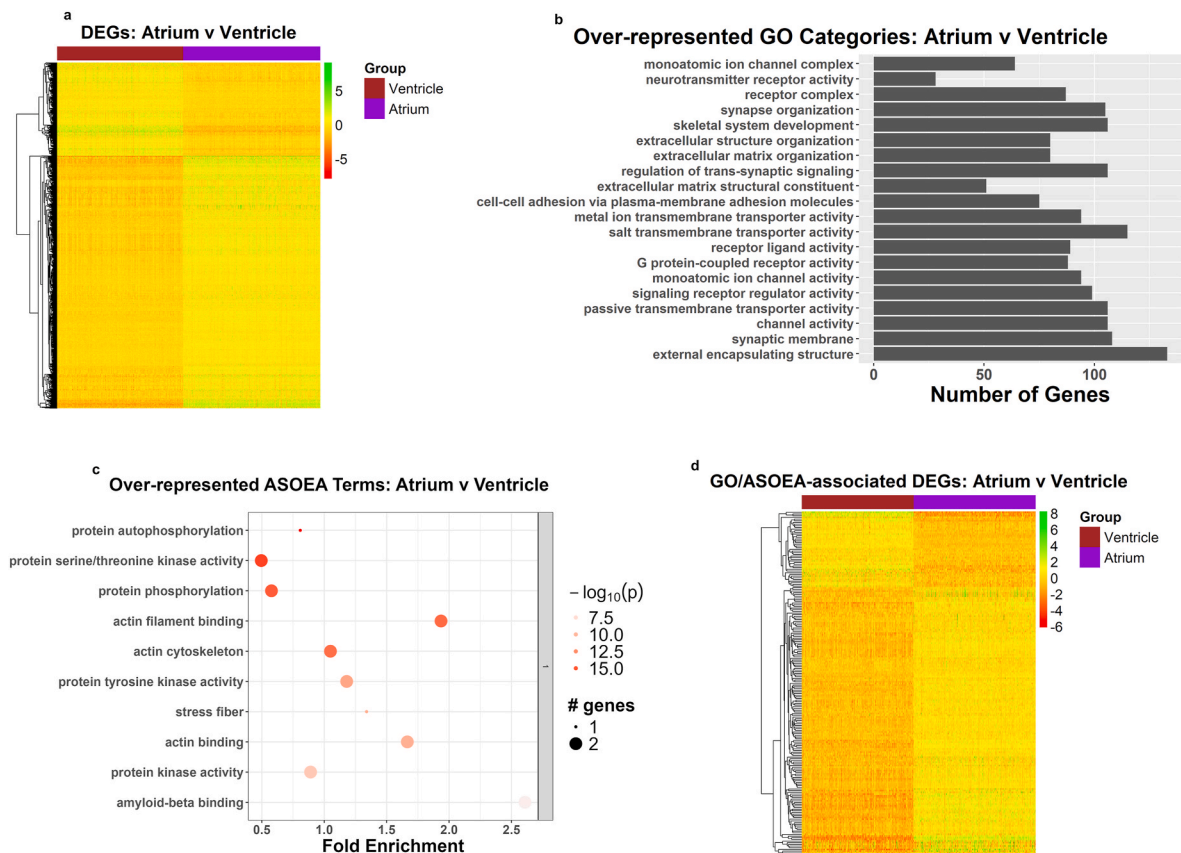 a
DEGs: Atrium v Ventricle
Group
Ventricle
Atrium
5
0
-5
b
Over-represented GO Categories: Atrium v Ventricle
monoatomic ion channel complex
neurotransmitter receptor activity
receptor complex
synapse organization
skeletal system development
extracellular structure organization
extracellular matrix organization
regulation of trans-synaptic signaling
extracellular matrix structural constituent
cell-cell adhesion via plasma-membrane adhesion molecules
metal ion transmembrane transporter activity
salt transmembrane transporter activity
receptor ligand activity
G protein-coupled receptor activity
monoatomic ion channel activity
signaling receptor regulator activity
passive transmembrane transporter activity
channel activity
synaptic membrane
external encapsulating structure
0 50 100
Number of Genes
c
Over-represented ASOEA Terms: Atrium v Ventricle
protein autophosphorylation
protein serine/threonine kinase activity
protein phosphorylation
actin filament binding
actin cytoskeleton
protein tyrosine kinase activity
stress fiber
actin binding
protein kinase activity
amyloid-beta binding
0.5 1.0 1.5 2.0 2.5
Fold Enrichment
1
− log10(p)
7.5
10.0
12.5
15.0
# genes
1
2
d
GO/ASOEA-associated DEGs: Atrium v Ventricle
8
6
4
2
0
-2
-4
-6
Group
Ventricle
Atrium